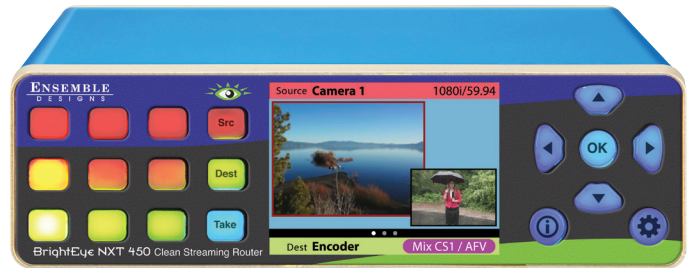 ENSEMBLE
DESIGNS
Source Camera 1 1080i/59.94
Src
Dest
OK
Take
Dest Encoder Mix CS1 / AFV
BrightEye NXT 450 Clean Streaming Router